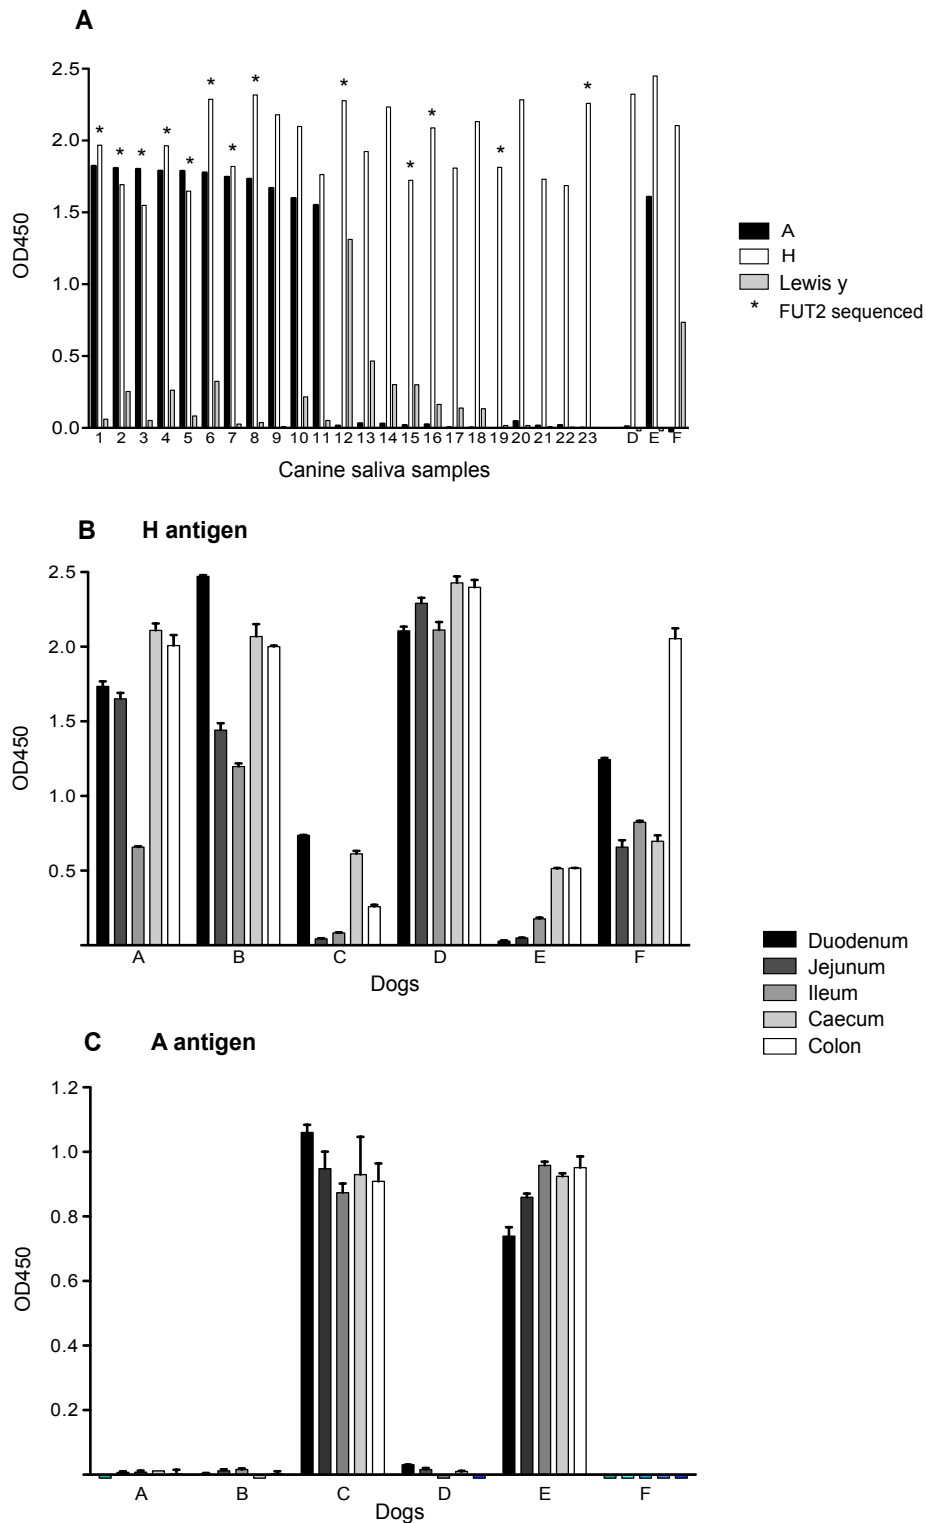 A
2.5
2.0
1.5
1.0
0.5
0.0
OD450
* * * * * * * * * * * * *
1 2 3 4 5 6 7 8 9 10 11 12 13 14 15 16 17 18 19 20 21 22 23 D E F
Canine saliva samples
A
H
Lewis y
* FUT2 sequenced
B H antigen
2.5
2.0
1.5
1.0
0.5
OD450
A B C D E F
Dogs
Duodenum
Jejunum
Ileum
Caecum
Colon
C A antigen
1.2
1.0
0.8
0.6
0.4
0.2
OD450
A B C D E F
Dogs